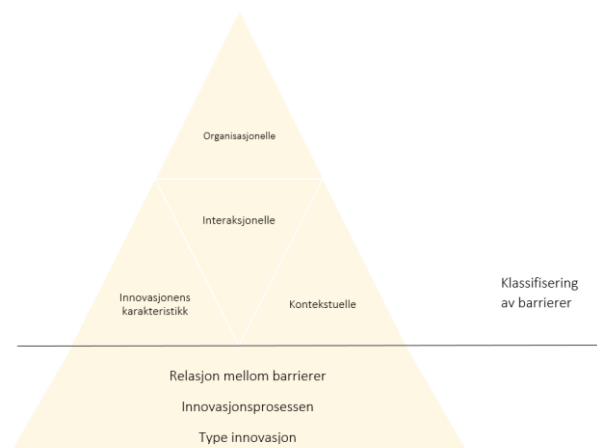 Organisasjonelle
Interaksjonelle
Innovasjonens
karakteristikk
Kontekstuelle
Klassifisering
av barrierer
Relasjon mellom barrierer
Innovasjonsprosessen
Type innovasjon